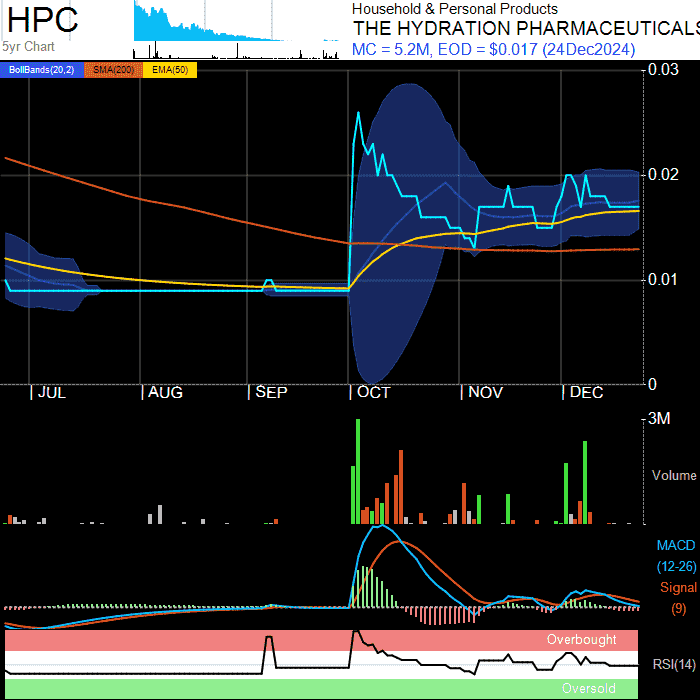 HPC
5yr Chart
Household & Personal Products
THE HYDRATION PHARMACEUTICALS
MC = 5.2M, EOD = $0.017 (24Dec2024)
BollBands(20,2) SMA(200) EMA(50)
0.03
0.02
0.01
0
JUL AUG SEP OCT NOV DEC
3M
Volume
MACD
(12-26)
Signal
(9)
Overbought
RSI(14)
Oversold